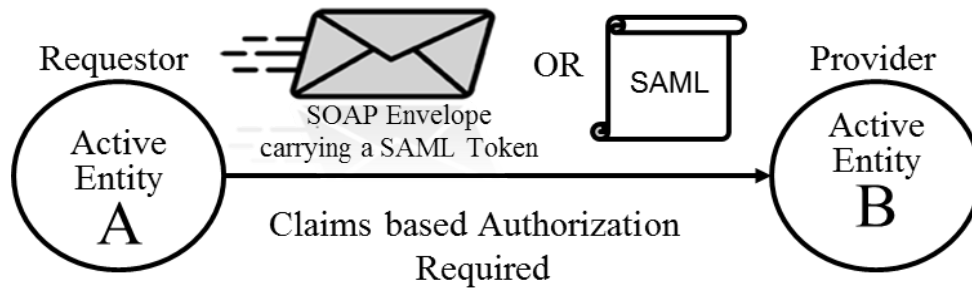 Requestor
Active
Entity
A
SOAP Envelope
carrying a SAML Token
OR
SAML
Provider
Active
Entity
B
Claims based Authorization
Required